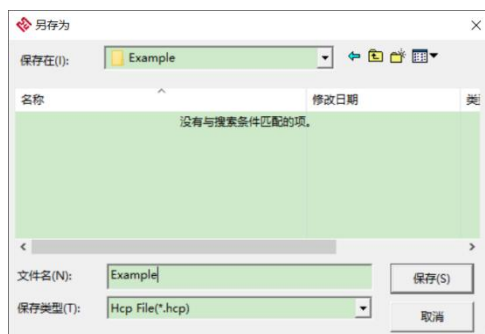 另存为
保存在(I): Example
名称 修改日期 类
没有与搜索条件匹配的项。
文件名(N): Example 保存(S)
保存类型(T): Hcp File(*.hcp) 取消